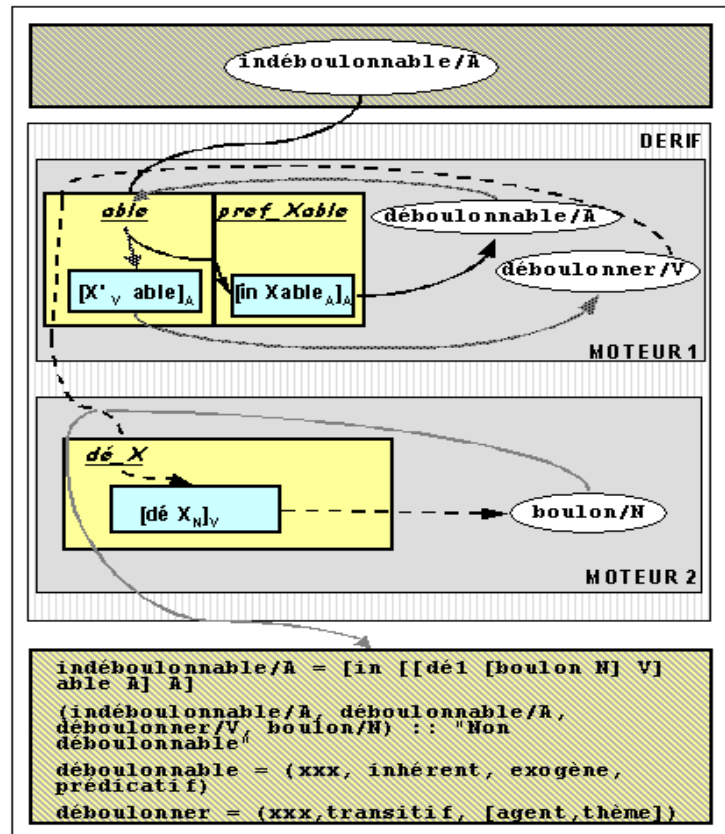 indéboulonnable/A
DERIF
able
pref_Xable
déboulonnable/A
déboulonner/V
[X' V able]A
[in XableA]A
MOTEUR 1
dé_X
[dé XN]V
boulon/N
MOTEUR 2
indéboulonnable/A = [in [[dé1 [boulon N] V]
able A] A]
(indéboulonnable/A, déboulonnable/A,
déboulonner/V, boulon/N) :: "Non
déboulonnable"
déboulonnable = (xxx, inhérent, exogène,
prédicatif)
déboulonner = (xxx,transitif, [agent,thème])